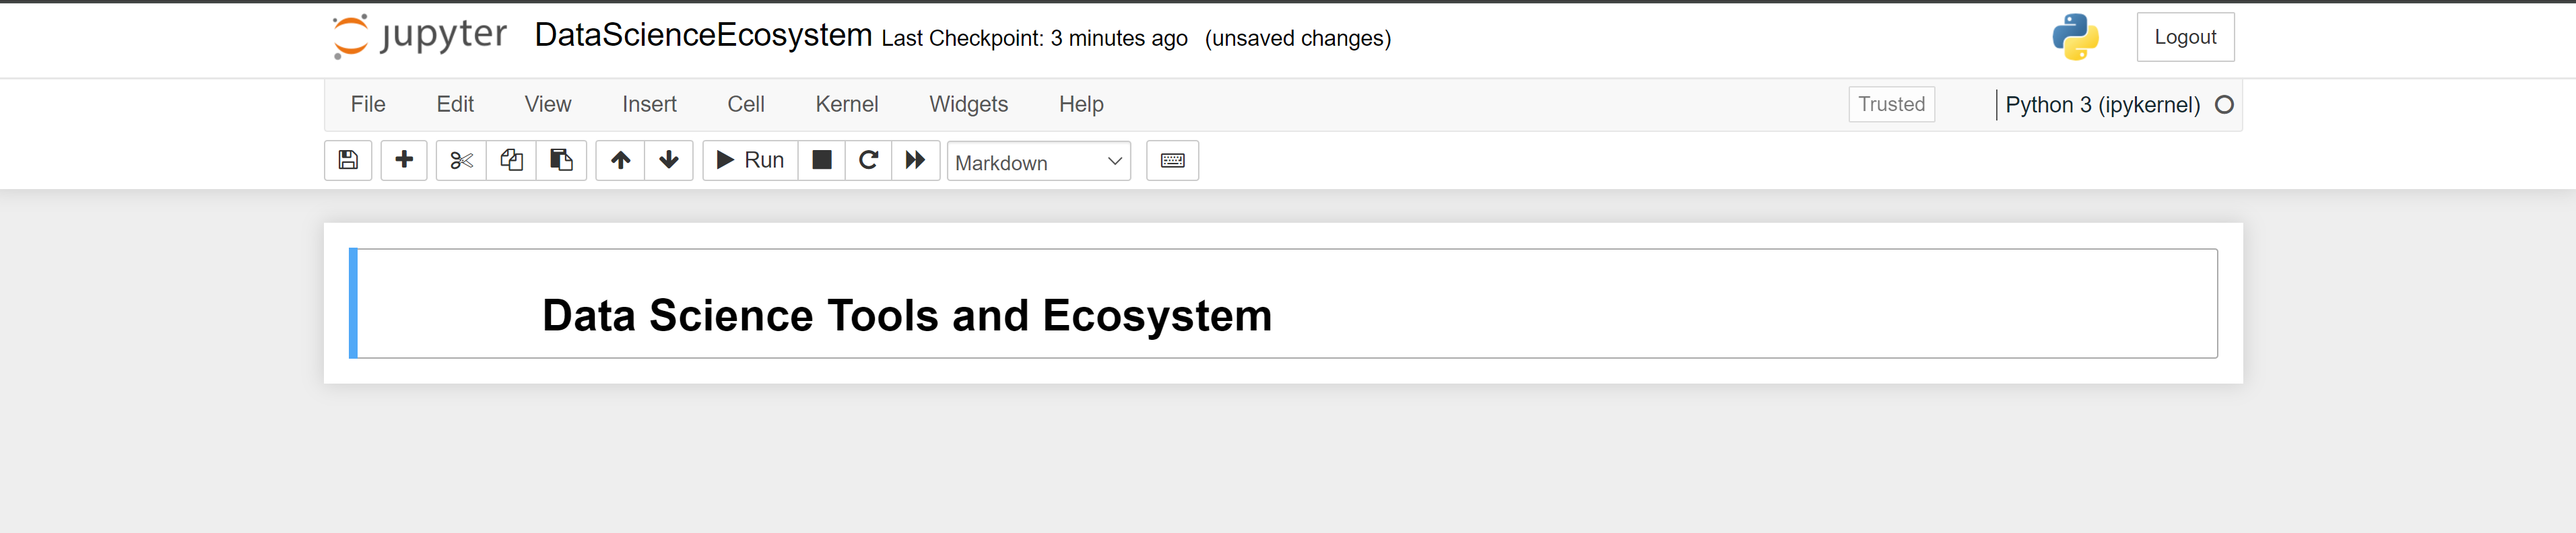 jupyter DataScienceEcosystem Last Checkpoint: 3 minutes ago (unsaved changes) Logout
File Edit View Insert Cell Kernel Widgets Help Trusted Python 3 (ipykernel)
Run Markdown
Data Science Tools and Ecosystem